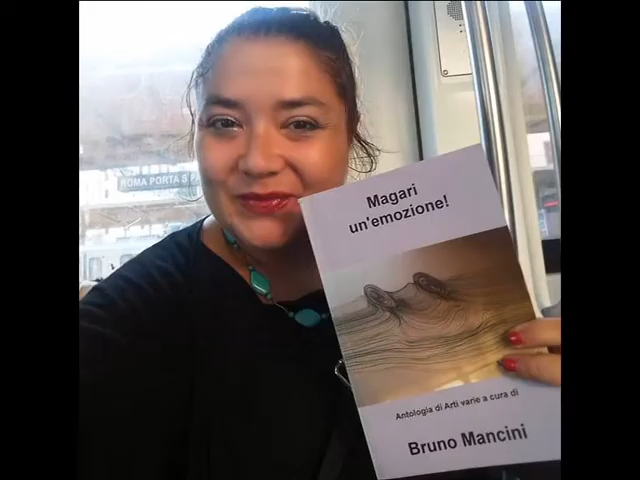 ROMA PORTA S
Magari
un'emozione!
Antologia di Arti varie a cura di
Bruno Mancini